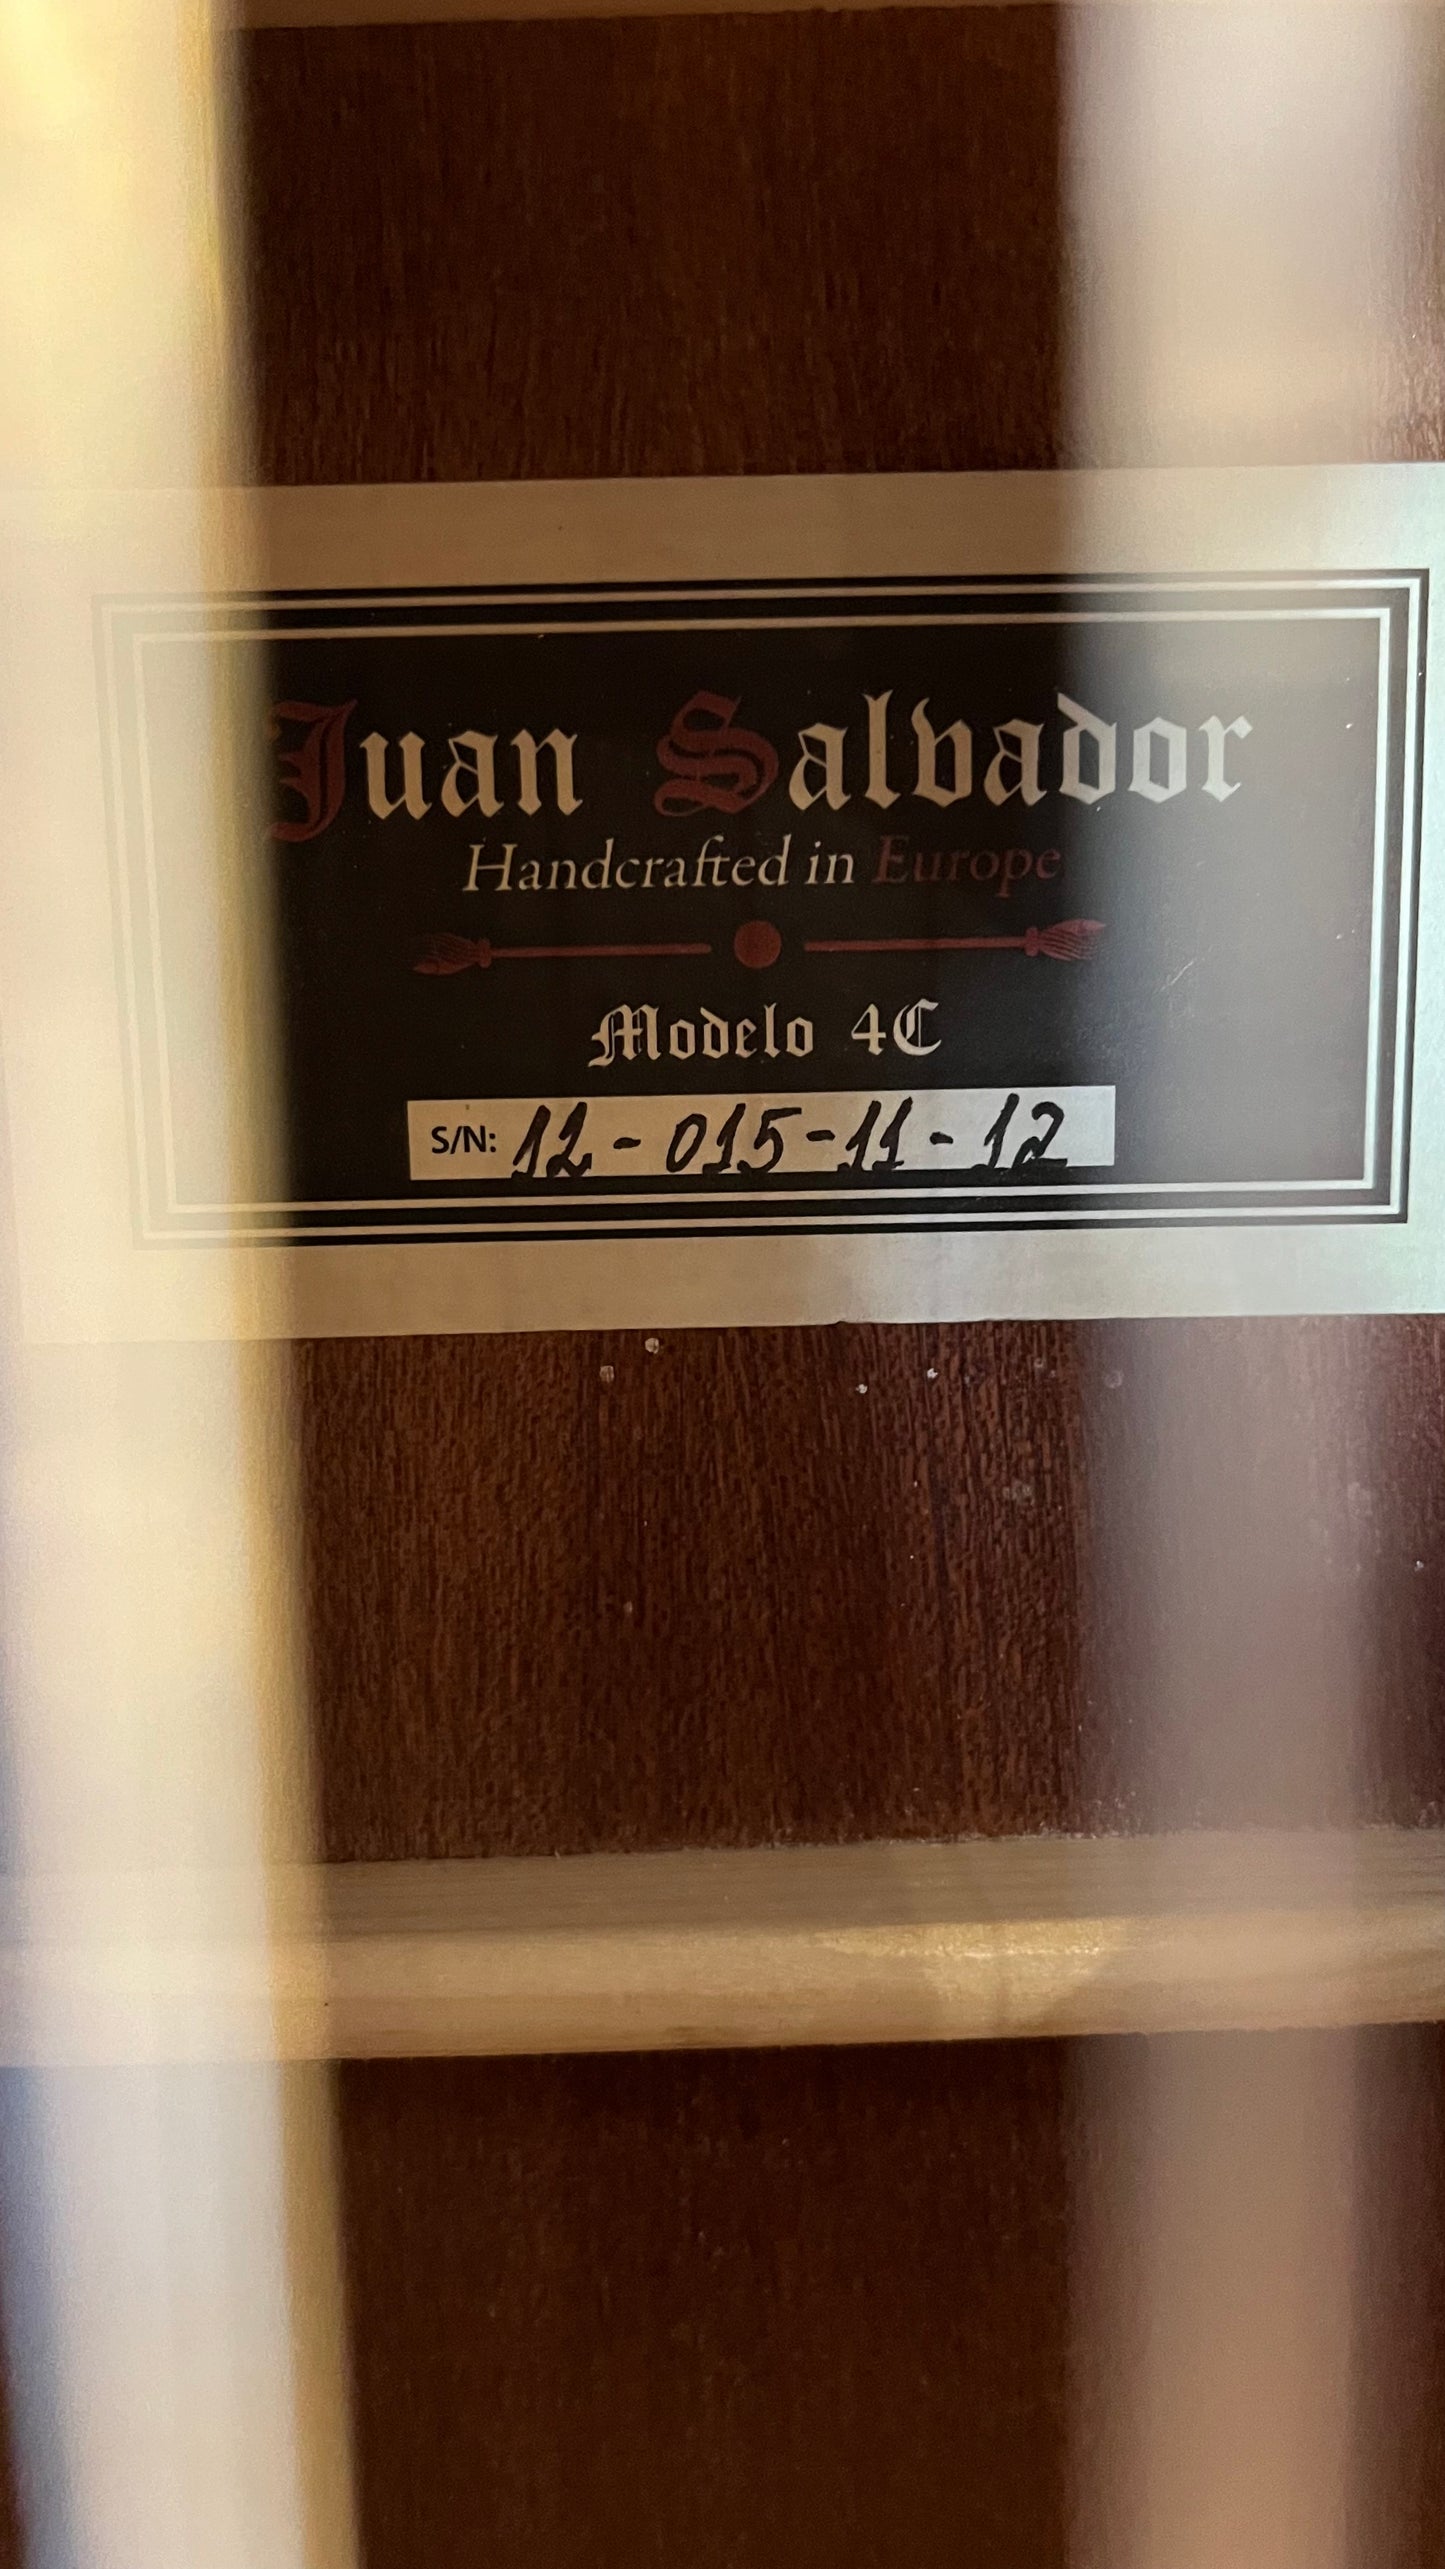 Juan Salvador
Handcrafted in Europe
Modelo 4C
S/N: 12-015-11-12